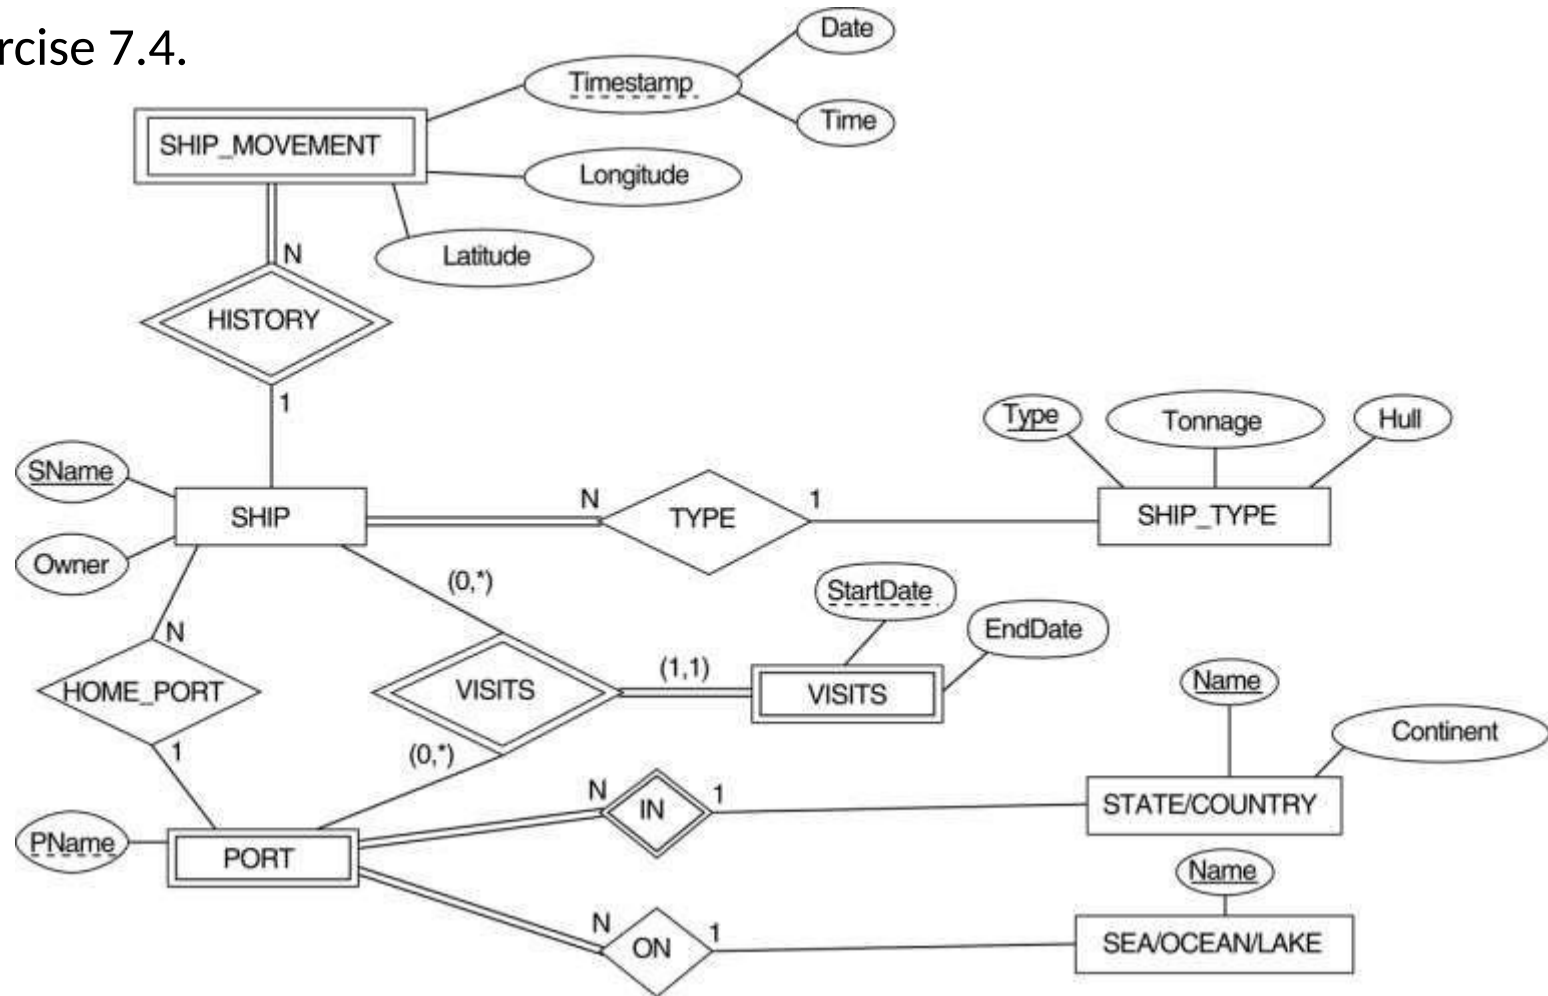 rcise 7.4.
Date
Timestamp
Time
SHIP_MOVEMENT
Longitude
Latitude
N
HISTORY
1
Type
Tonnage
Hull
SName
N
1
SHIP
TYPE
SHIP_TYPE
Owner
(0,*)
StartDate
EndDate
N
(1,1)
HOME_PORT
VISITS
VISITS
Name
1
(0,*)
Continent
N
1
IN
STATE/COUNTRY
PName
PORT
Name
N
1
ON
SEA/OCEAN/LAKE